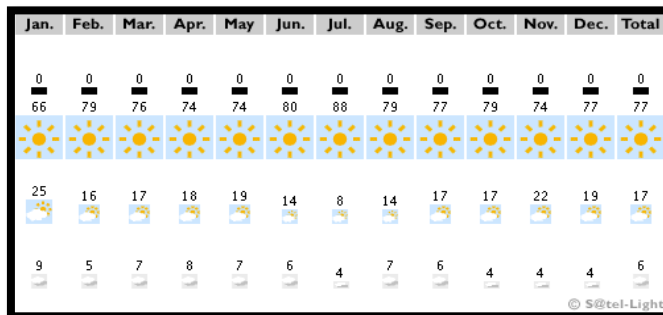 Jan. Feb. Mar. Apr. May Jun. Jul. Aug. Sep. Oct. Nov. Dec. Total
0 0 0 0 0 0 0 0 0 0 0 0 0
66 79 76 74 74 80 88 79 77 79 74 77 77
25 16 17 18 19 14 8 14 17 17 22 19 17
9 5 7 8 7 6 4 7 6 4 4 4 6
© S@tel-Light